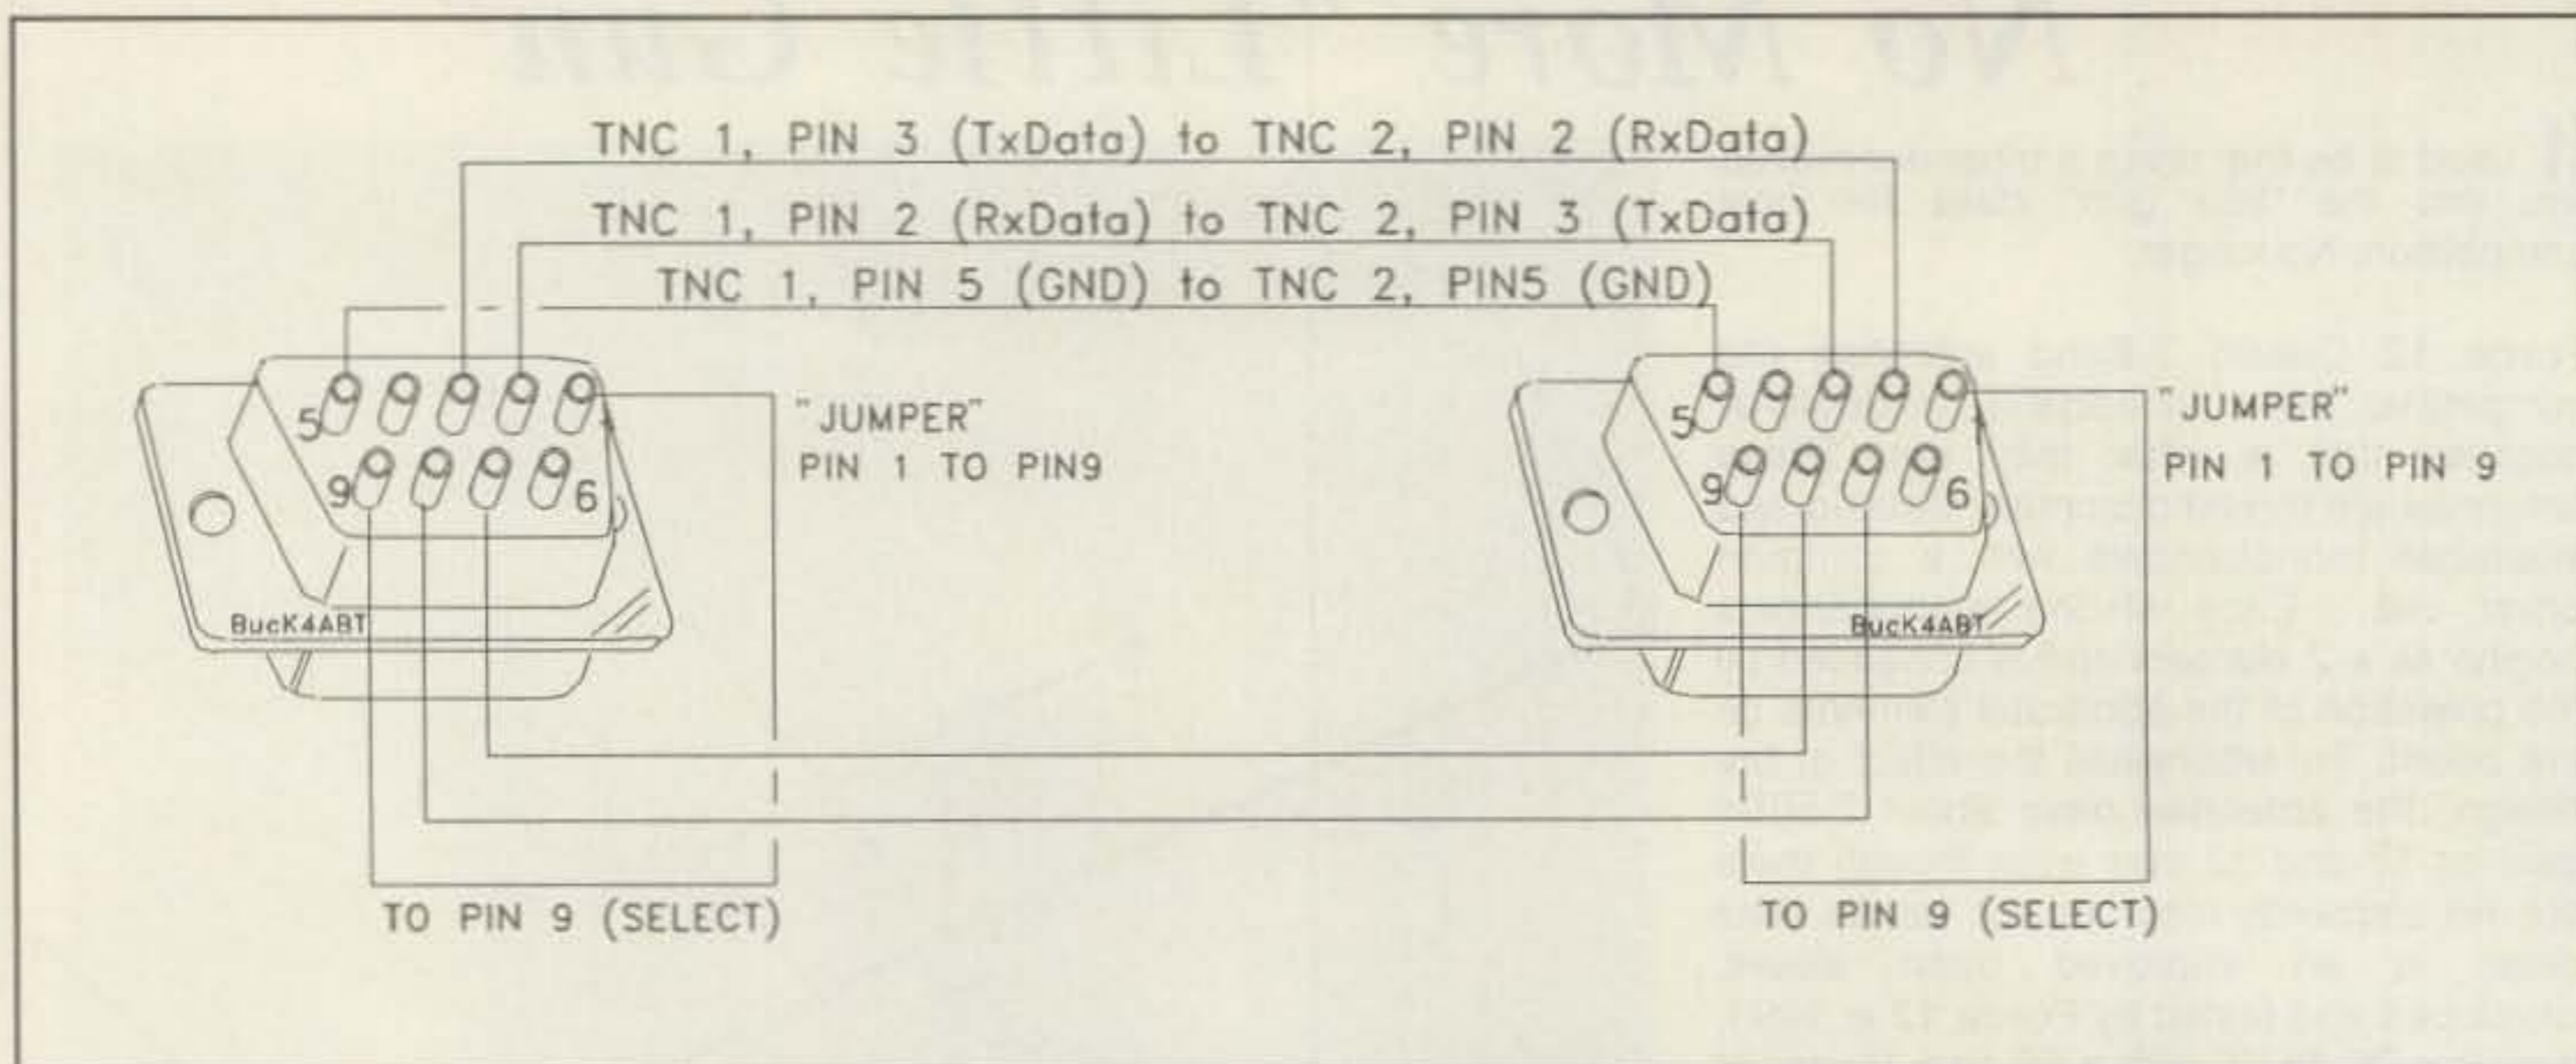 TNC 1, PIN 3 (TxData) to TNC 2, PIN 2 (RxData)
TNC 1, PIN 2 (RxData) to TNC 2, PIN 3 (TxData)
TNC 1, PIN 5 (GND) to TNC 2, PIN5 (GND)
5
9
6
"JUMPER"
PIN 1 TO PIN9
BucK4ABT
TO PIN 9 (SELECT)
5
9
6
"JUMPER"
PIN 1 TO PIN 9
BucK4ABT
TO PIN 9 (SELECT)